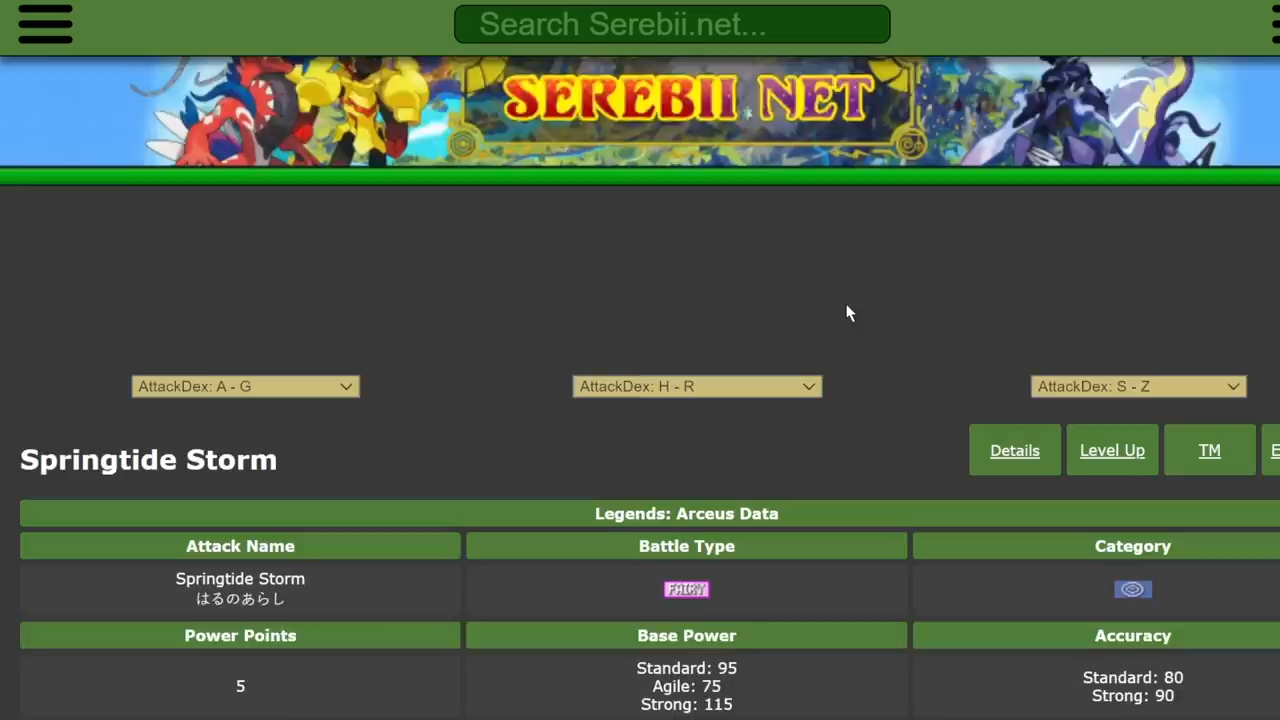 Search Serebii.net...
SEREBII.NET
AttackDex: A - G
AttackDex: H - R
AttackDex: S - Z
Springtide Storm
Details
Level Up
TM
E
Legends: Arceus Data
Attack Name
Battle Type
Category
Springtide Storm
はるのあらし
FAIRY
Power Points
Base Power
Accuracy
5
Standard: 95
Agile: 75
Strong: 115
Standard: 80
Strong: 90